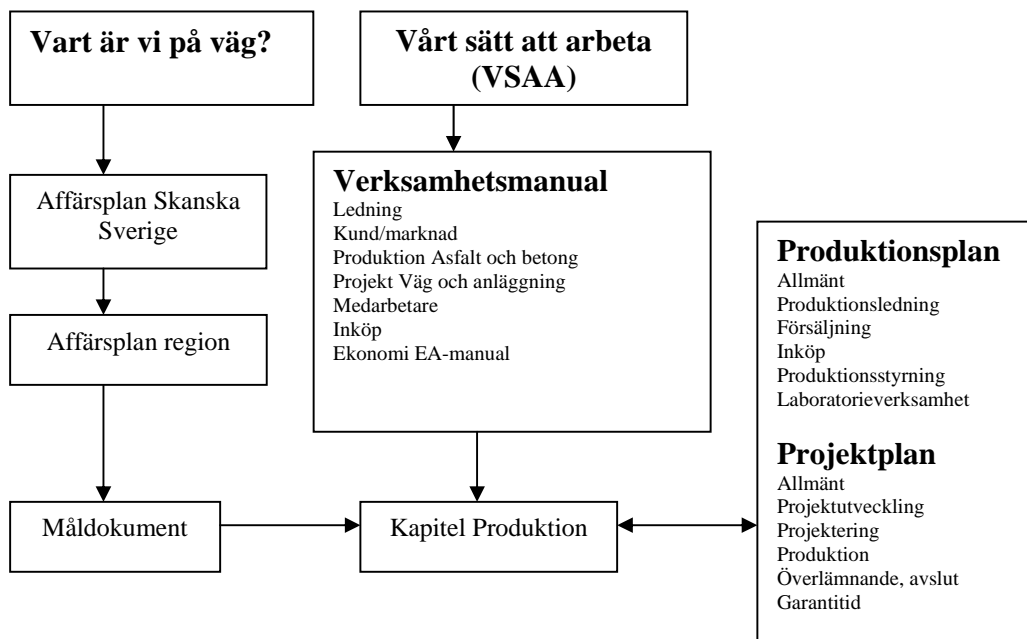 Vart är vi på väg?
Vårt sätt att arbeta
(VSAA)
Affärsplan Skanska
Sverige
Affärsplan region
Måldokument
Verksamhetsmanual
Ledning
Kund/marknad
Produktion Asfalt och betong
Projekt Väg och anläggning
Medarbetare
Inköp
Ekonomi EA-manual
Kapitel Produktion
Produktionsplan
Allmänt
Produktionsledning
Försäljning
Inköp
Produktionsstyrning
Laboratorieverksamhet
Projektplan
Allmänt
Projektutveckling
Projektering
Produktion
Överlämnande, avslut
Garantitid